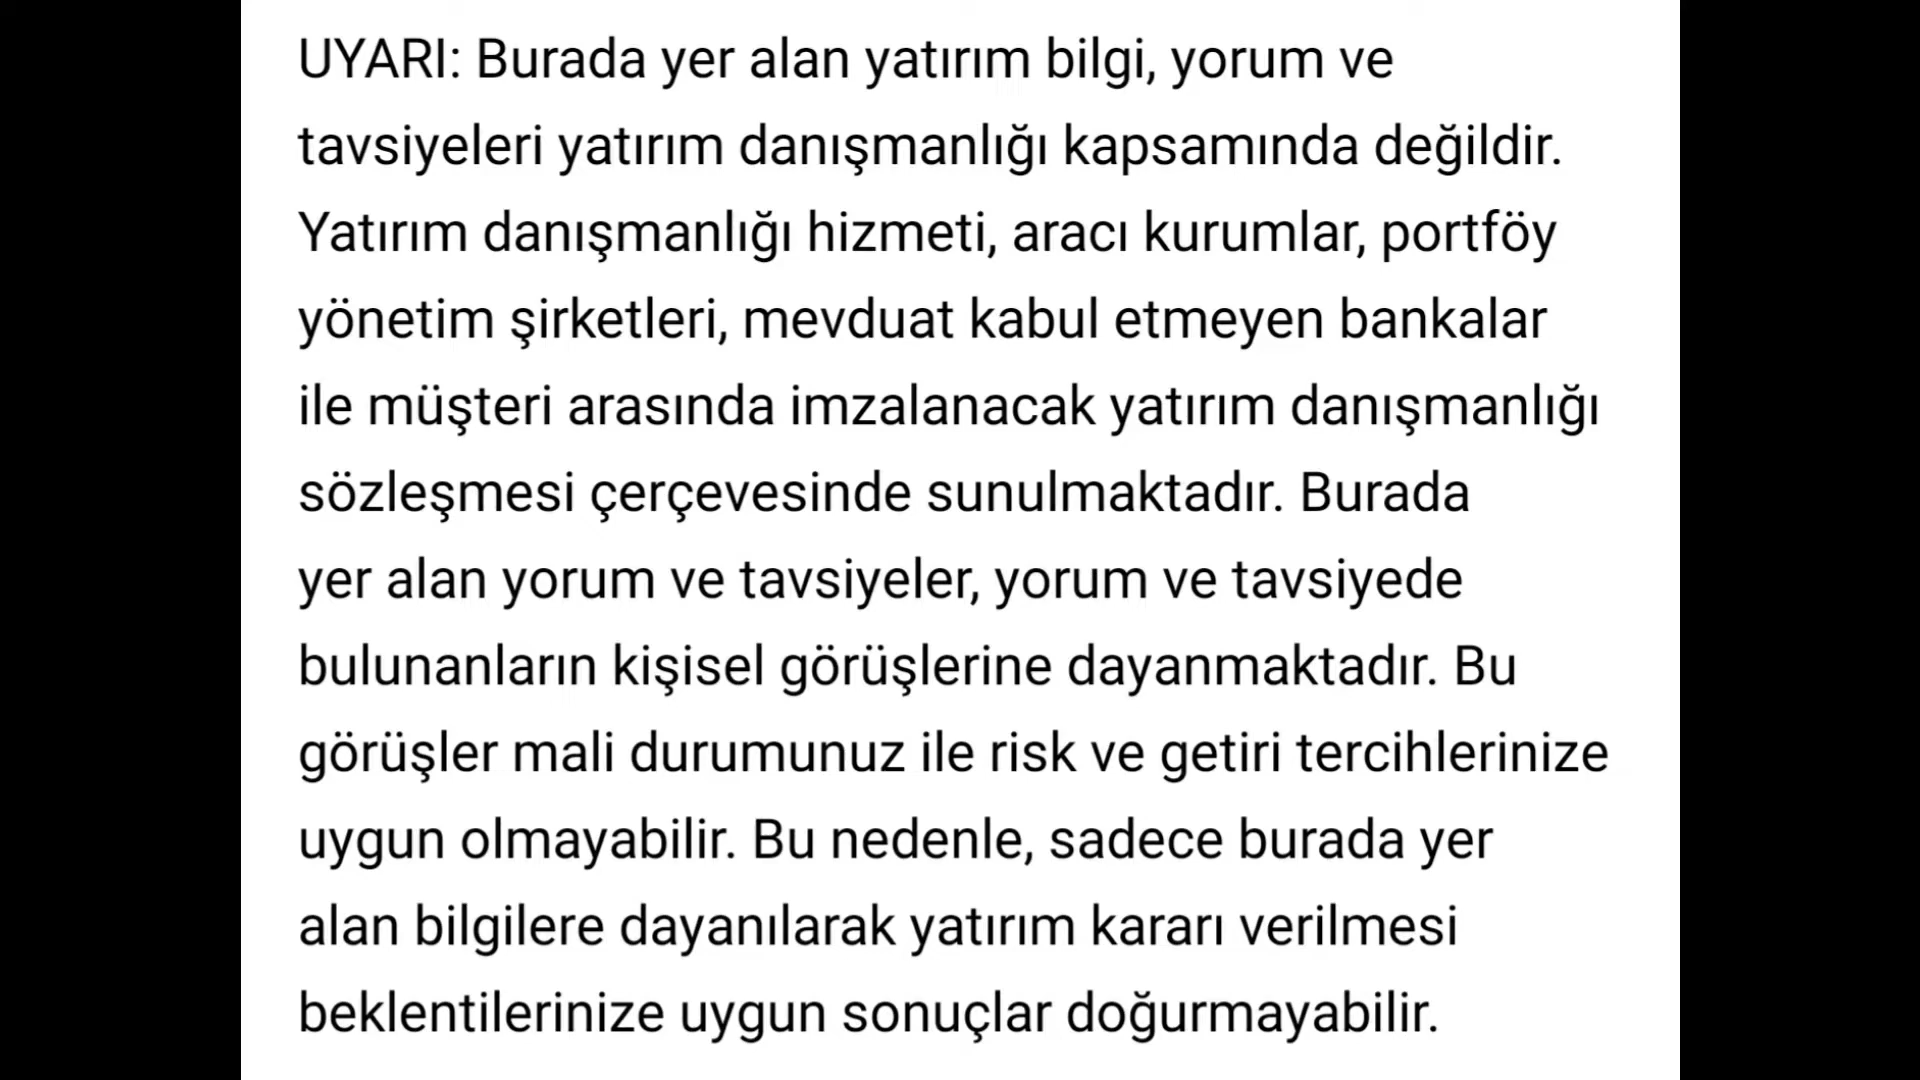 UYARI: Burada yer alan yatırım bilgi, yorum ve
tavsiyeleri yatırım danışmanlığı kapsamında değildir.
Yatırım danışmanlığı hizmeti, aracı kurumlar, portföy
yönetim şirketleri, mevduat kabul etmeyen bankalar
ile müşteri arasında imzalanacak yatırım danışmanlığı
sözleşmesi çerçevesinde sunulmaktadır. Burada
yer alan yorum ve tavsiyeler, yorum ve tavsiyede
bulunanların kişisel görüşlerine dayanmaktadır. Bu
görüşler mali durumunuz ile risk ve getiri tercihlerinize
uygun olmayabilir. Bu nedenle, sadece burada yer
alan bilgilere dayanılarak yatırım kararı verilmesi
beklentilerinize uygun sonuçlar doğurmayabilir.